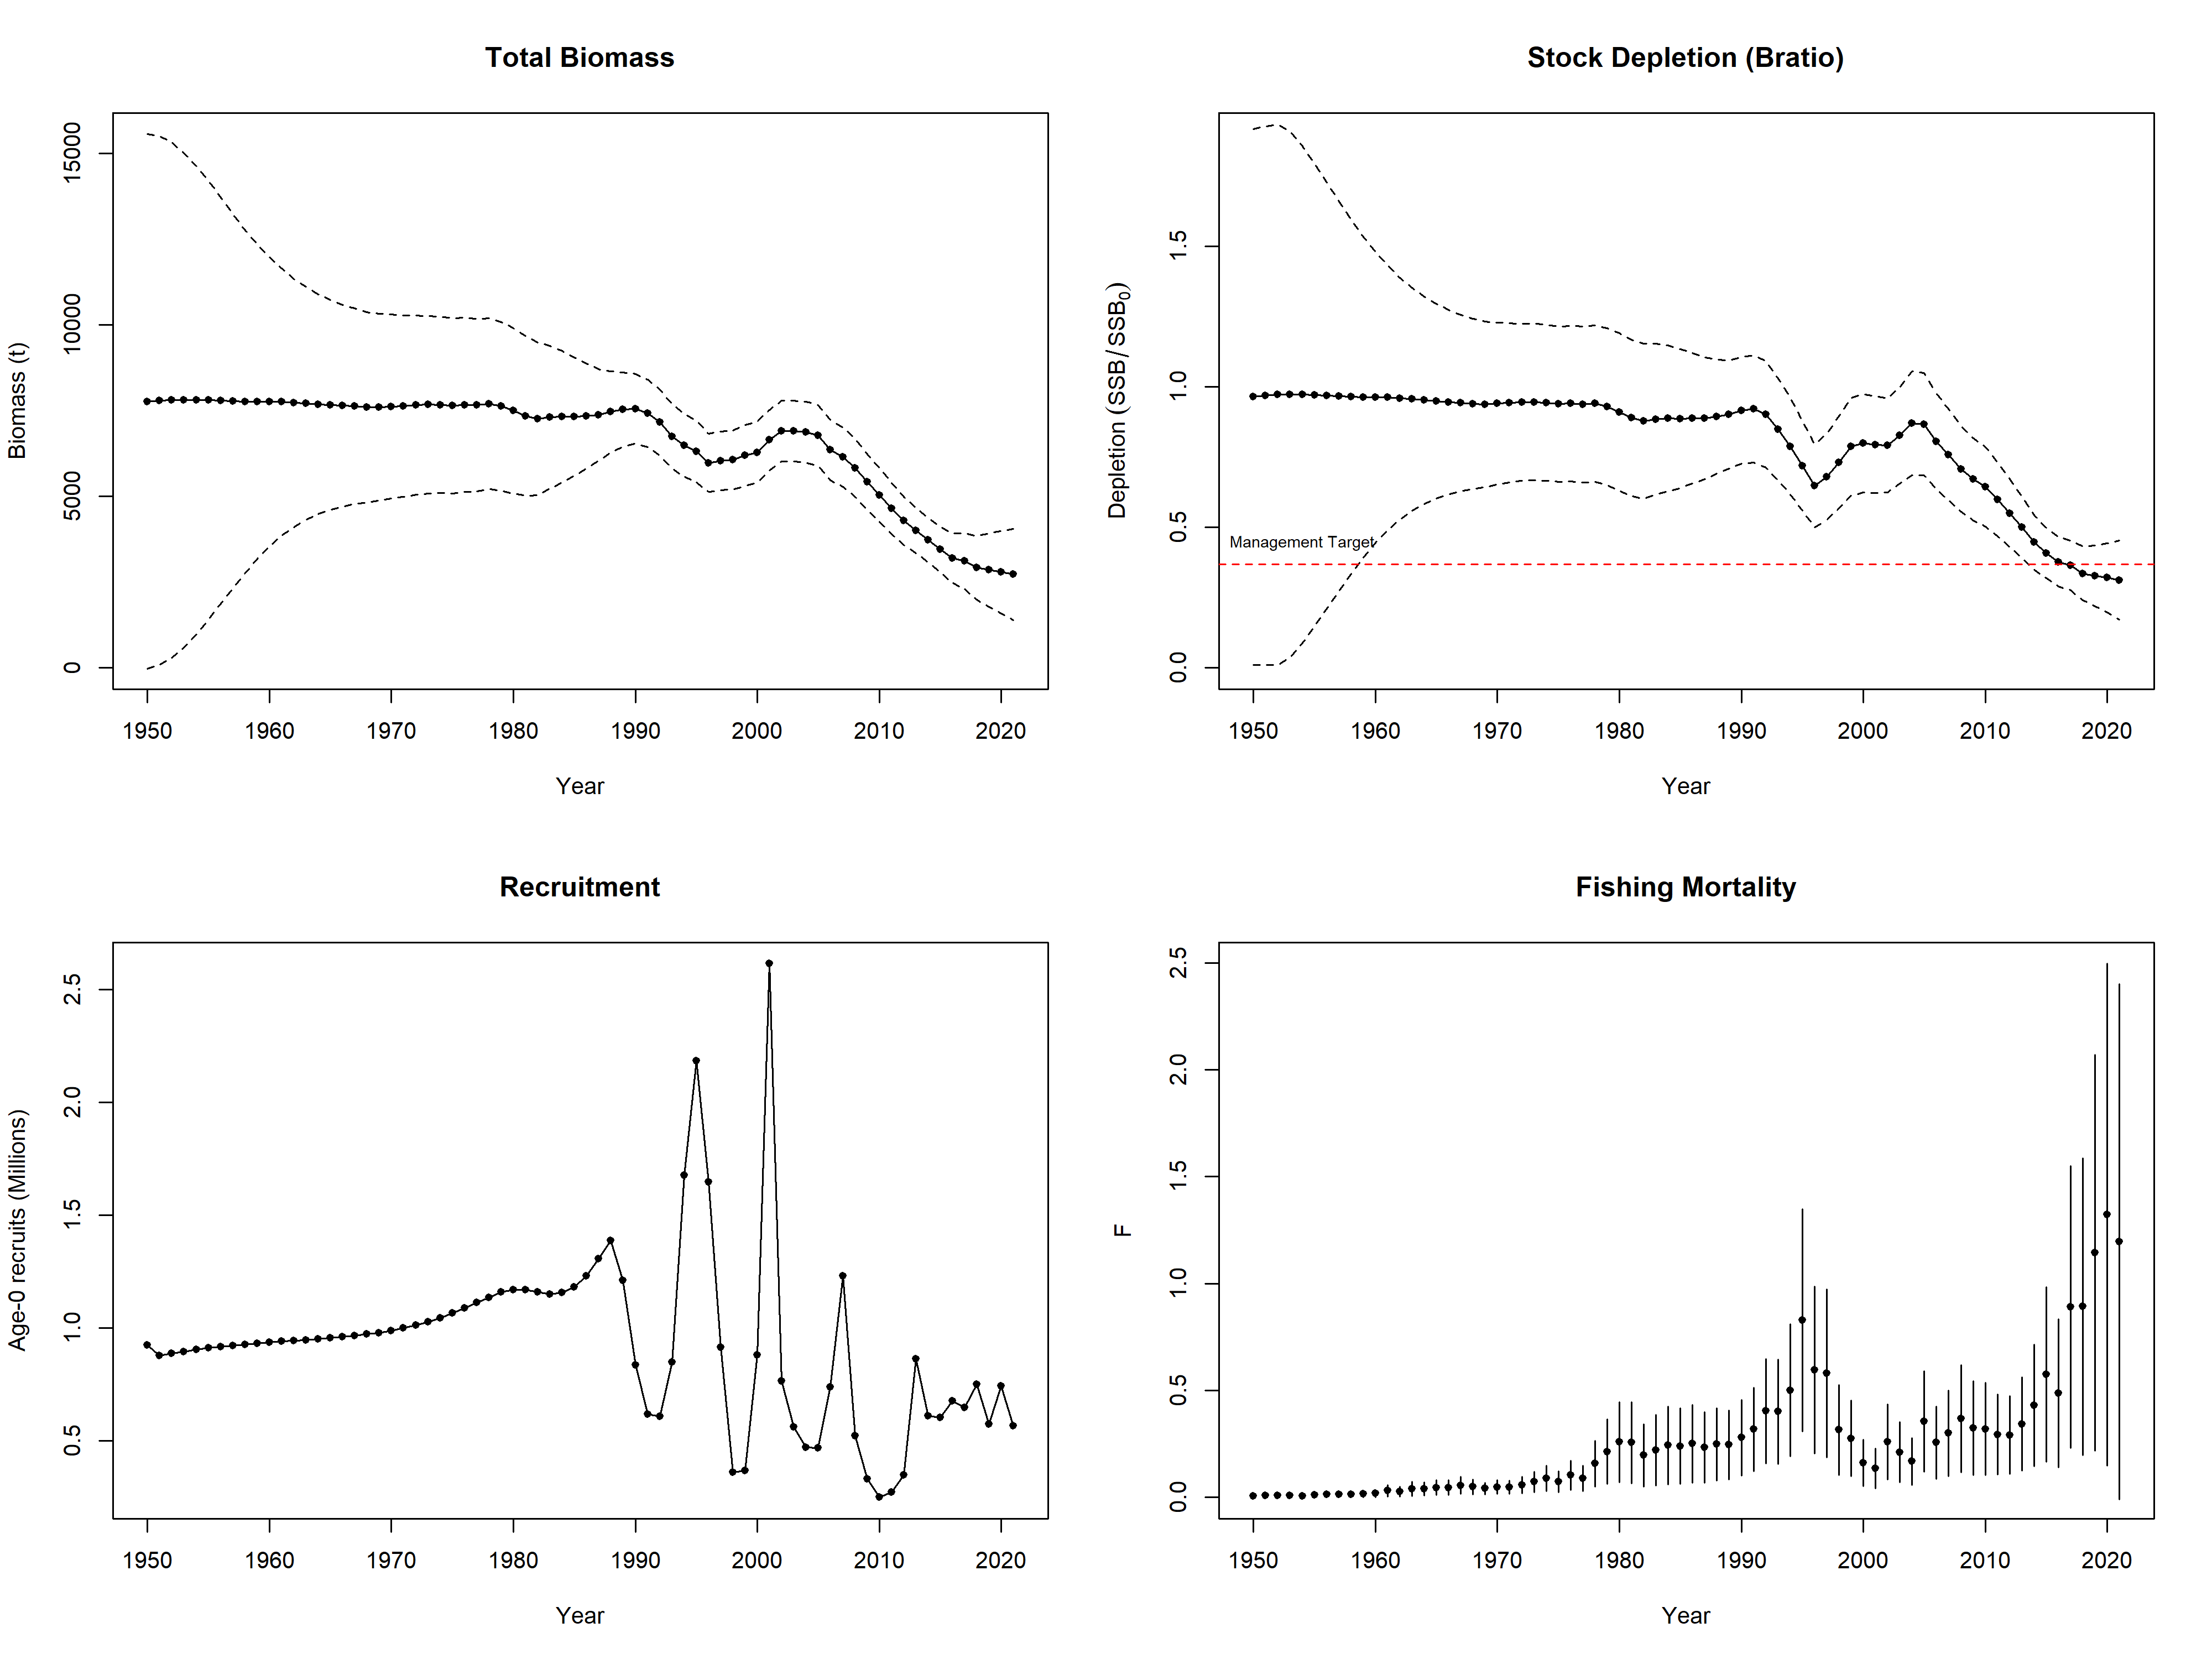 Total Biomass
Biomass (t)
15000
10000
5000
0
1950 1960 1970 1980 1990 2000 2010 2020
Year
Stock Depletion (Bratio)
Depletion (SSB/SSB₀)
1.5
1.0
0.5
0.0
Management Target
1950 1960 1970 1980 1990 2000 2010 2020
Year
Recruitment
Age-0 recruits (Millions)
2.5
2.0
1.5
1.0
0.5
1950 1960 1970 1980 1990 2000 2010 2020
Year
Fishing Mortality
F
2.5
2.0
1.5
1.0
0.5
0.0
1950 1960 1970 1980 1990 2000 2010 2020
Year